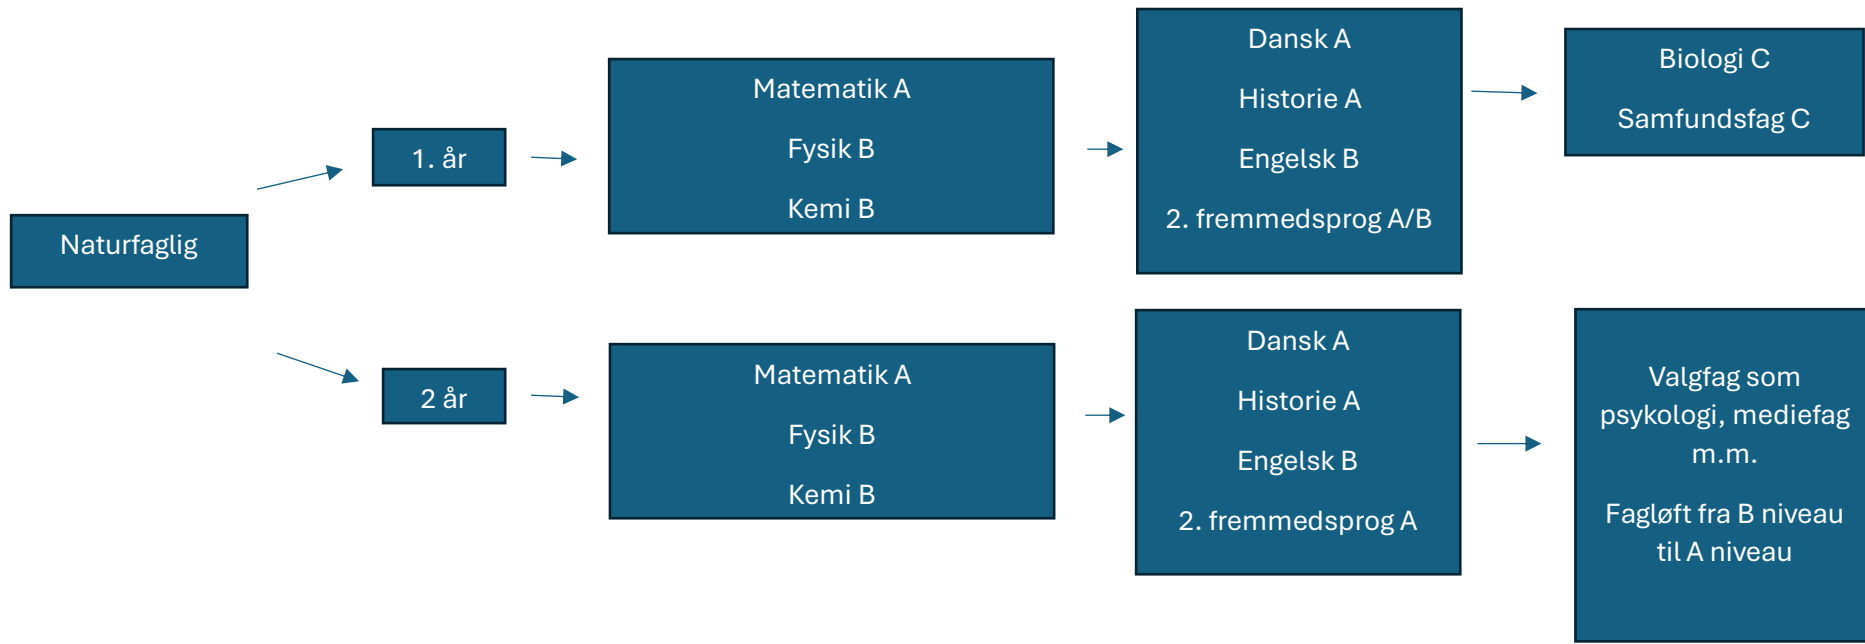 Naturfaglig
1. år
Matematik A
Fysik B
Kemi B
Dansk A
Historie A
Engelsk B
2. fremmedsprog A/B
Biologi C
Samfundsfag C
2 år
Matematik A
Fysik B
Kemi B
Dansk A
Historie A
Engelsk B
2. fremmedsprog A
Valgfag som
psykologi, mediefag
m.m.
Fagløft fra B niveau
til A niveau